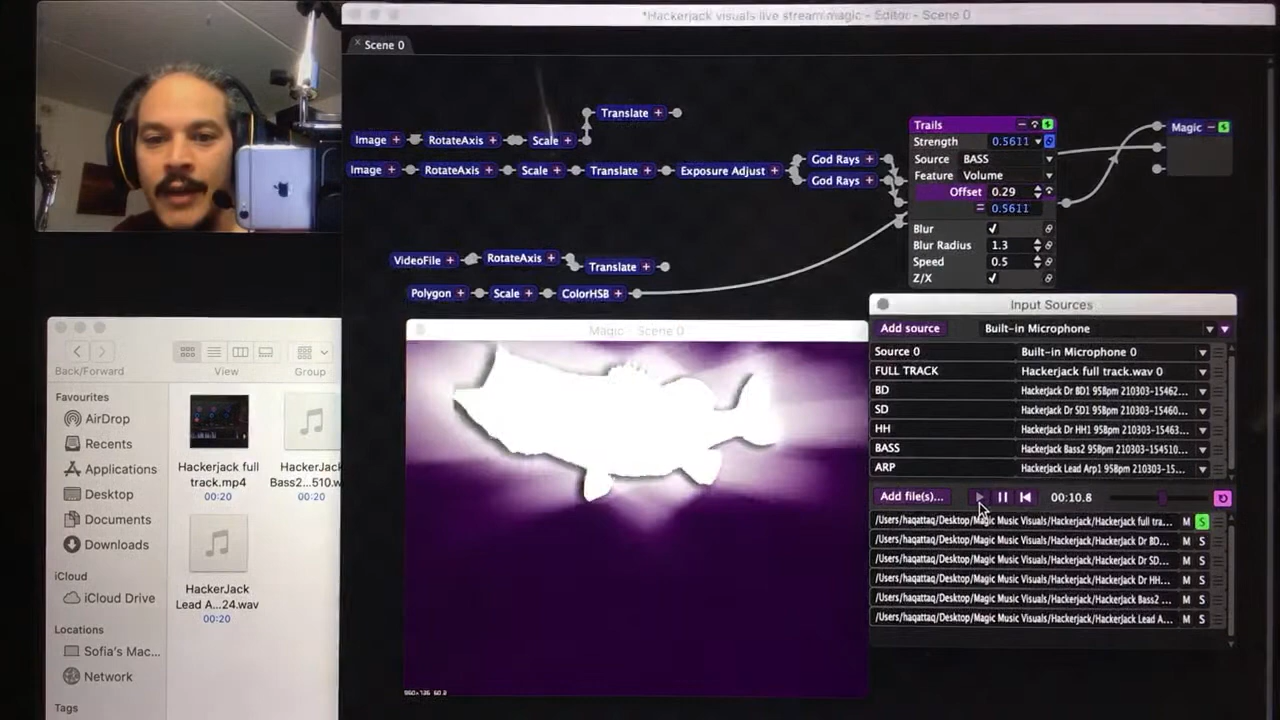 *Hackerjack visuals live stream.magic - Editor - Scene 0
× Scene 0
Translate +
Image + RotateAxis + Scale +
Image + RotateAxis + Scale + Translate + Exposure Adjust +
God Rays +
God Rays +
VideoFile + RotateAxis + Translate +
Polygon + Scale + ColorHSB +
Trails
Strength 0.5611
Source BASS
Feature Volume
Offset 0.29
= 0.5611
Blur ✓
Blur Radius 1.3
Speed 0.5
Z/X ✓
Magic
Input Sources
Add source Built-in Microphone
Source 0 Built-in Microphone 0
FULL TRACK Hackerjack full track.wav 0
BD HackerJack Dr BD1 95Bpm 210303-15462...
SD HackerJack Dr SD1 95Bpm 210303-15460...
HH HackerJack Dr HH1 95Bpm 210303-15463...
BASS HackerJack Bass2 95Bpm 210303-154510...
ARP HackerJack Lead Arp1 95Bpm 210303-15...
Add file(s)... 00:10.8
/Users/haqattaq/Desktop/Magic Music Visuals/Hackerjack/Hackerjack full tra... M S
/Users/haqattaq/Desktop/Magic Music Visuals/Hackerjack/HackerJack Dr BD... M S
/Users/haqattaq/Desktop/Magic Music Visuals/Hackerjack/HackerJack Dr SD... M S
/Users/haqattaq/Desktop/Magic Music Visuals/Hackerjack/HackerJack Dr HH... M S
/Users/haqattaq/Desktop/Magic Music Visuals/Hackerjack/HackerJack Bass2 ... M S
/Users/haqattaq/Desktop/Magic Music Visuals/Hackerjack/HackerJack Lead A... M S
Magic - Scene 0
Back/Forward View Group
Favourites
AirDrop
Recents
Applications
Desktop
Documents
Downloads
iCloud
iCloud Drive
Locations
Sofia's Mac...
Network
Tags
Hackerjack full
track.mp4
00:20
HackerJac
Bass2...510.w
00:20
HackerJack
Lead A...24.wav
00:20